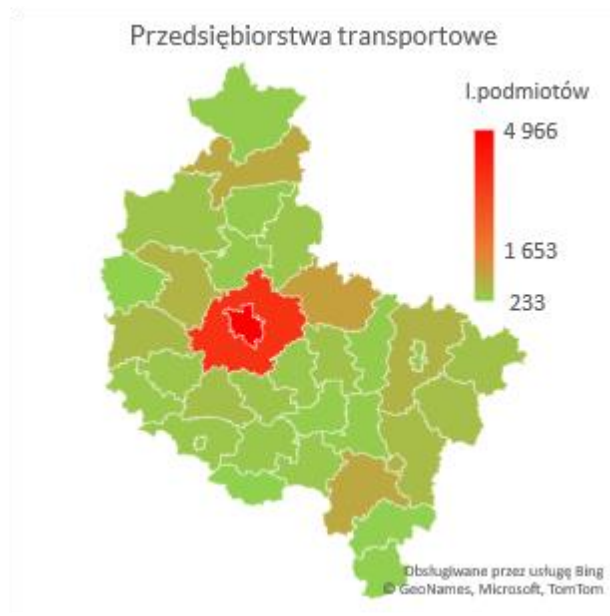 Przedsiębiorstwa transportowe
l.podmiotów
4 966
1 653
233
Obsługiwane przez usługę Bing
© GeoNames, Microsoft, TomTom